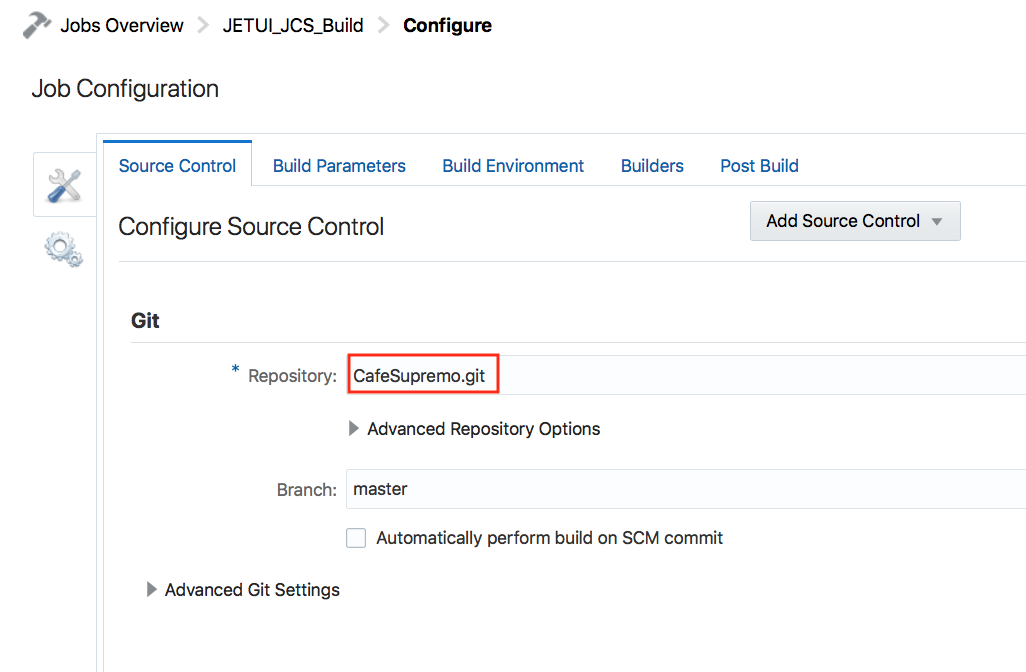 Jobs Overview > JETUI_JCS_Build > Configure
Job Configuration
Source Control Build Parameters Build Environment Builders Post Build
Configure Source Control Add Source Control
Git
* Repository: CafeSupremo.git
Advanced Repository Options
Branch: master
Automatically perform build on SCM commit
Advanced Git Settings